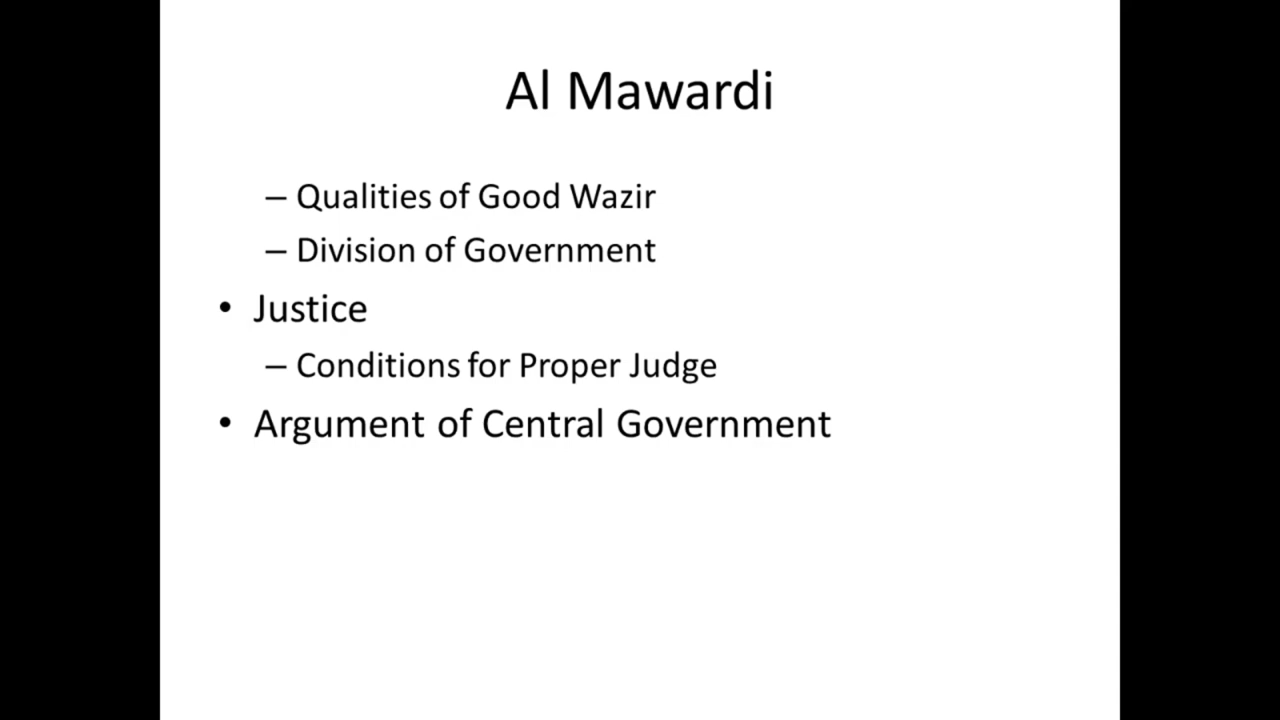 Al Mawardi
– Qualities of Good Wazir
– Division of Government
• Justice
– Conditions for Proper Judge
• Argument of Central Government